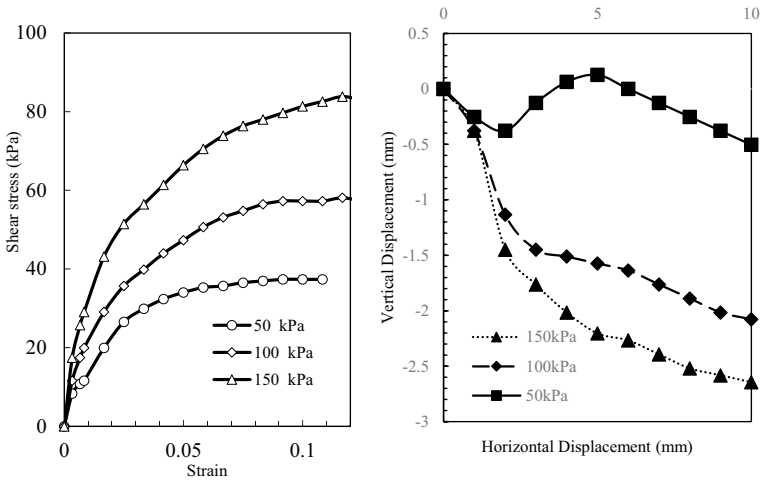 100
80
60
40
20
0
Shear stress (kPa)
0
0.05
0.1
Strain
50 kPa
100 kPa
150 kPa
0
5
10
0.5
0
-0.5
-1
-1.5
-2
-2.5
-3
Vertical Displacement (mm)
150kPa
100kPa
50kPa
Horizontal Displacement (mm)